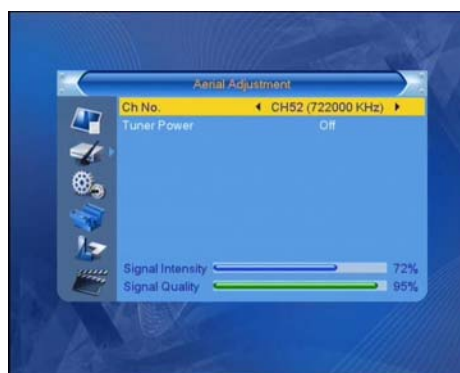 Aerial Adjustment
Ch No. CH52 (722000 KHz)
Tuner Power Off
Signal Intensity 72%
Signal Quality 95%